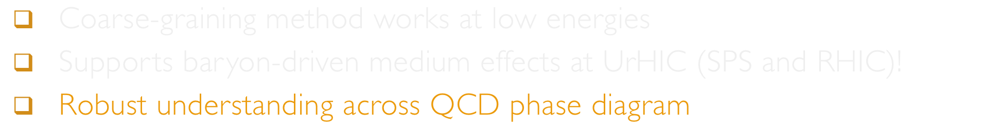 ❑ Coarse-graining method works at low energies
❑ Supports baryon-driven medium effects at UrHIC (SPS and RHIC)!
❑ Robust understanding across QCD phase diagram